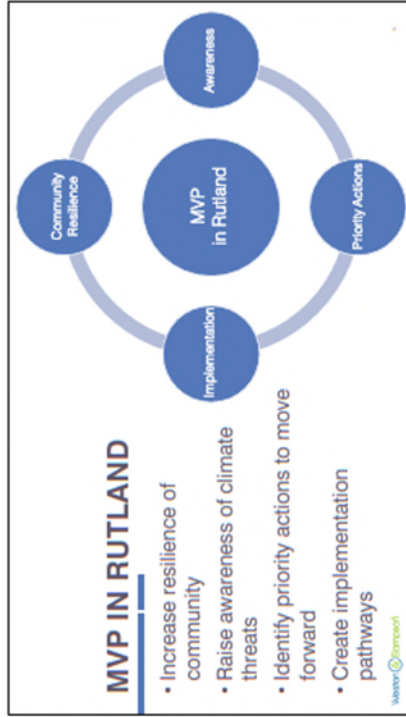 MVP IN RUTLAND
• Increase resilience of
community
• Raise awareness of climate
threats
• Identify priority actions to move
forward
• Create implementation
pathways
Community
Resilience
Awareness
Priority Actions
Implementation
MVP
in Rutland
Weston & Sampson